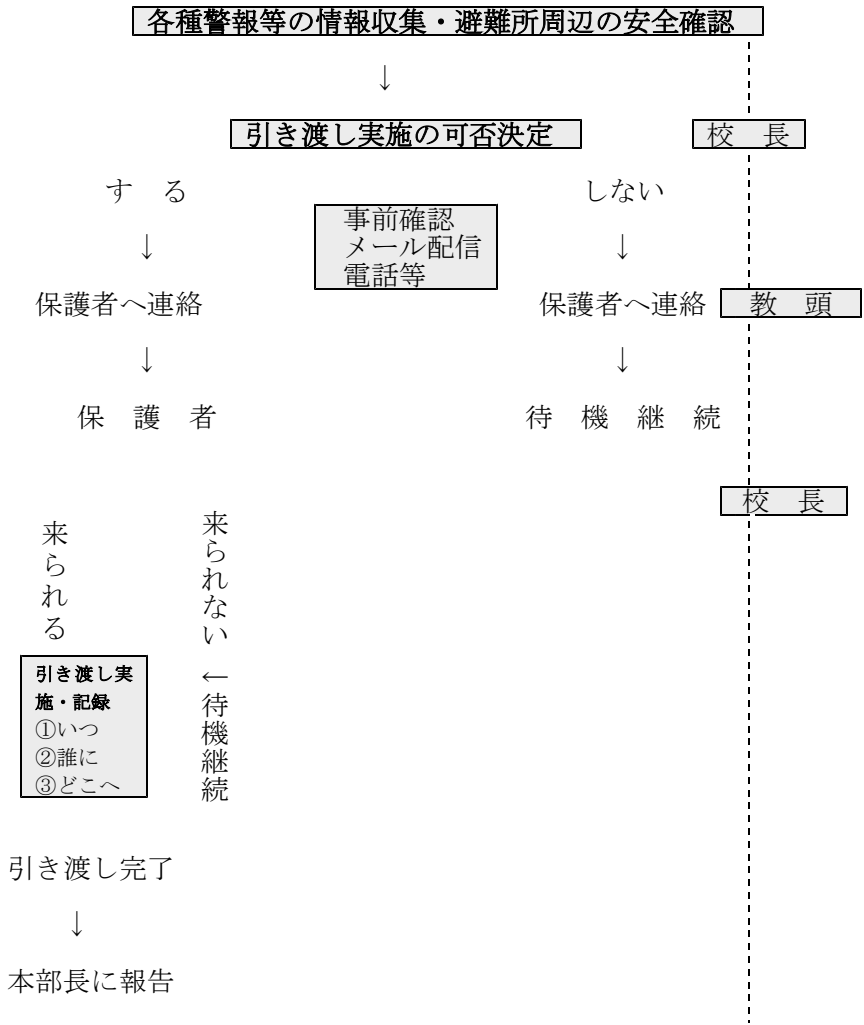 各種警報等の情報収集・避難所周辺の安全確認
↓
引き渡し実施の可否決定
校　長
す　る
しない
事前確認
メール配信
電話等
↓
↓
保護者へ連絡
保護者へ連絡
教　頭
↓
↓
保　護　者
待　機　継　続
校　長
来られる
来られない←待機継続
引き渡し実
施・記録
①いつ
②誰に
③どこへ
引き渡し完了
↓
本部長に報告